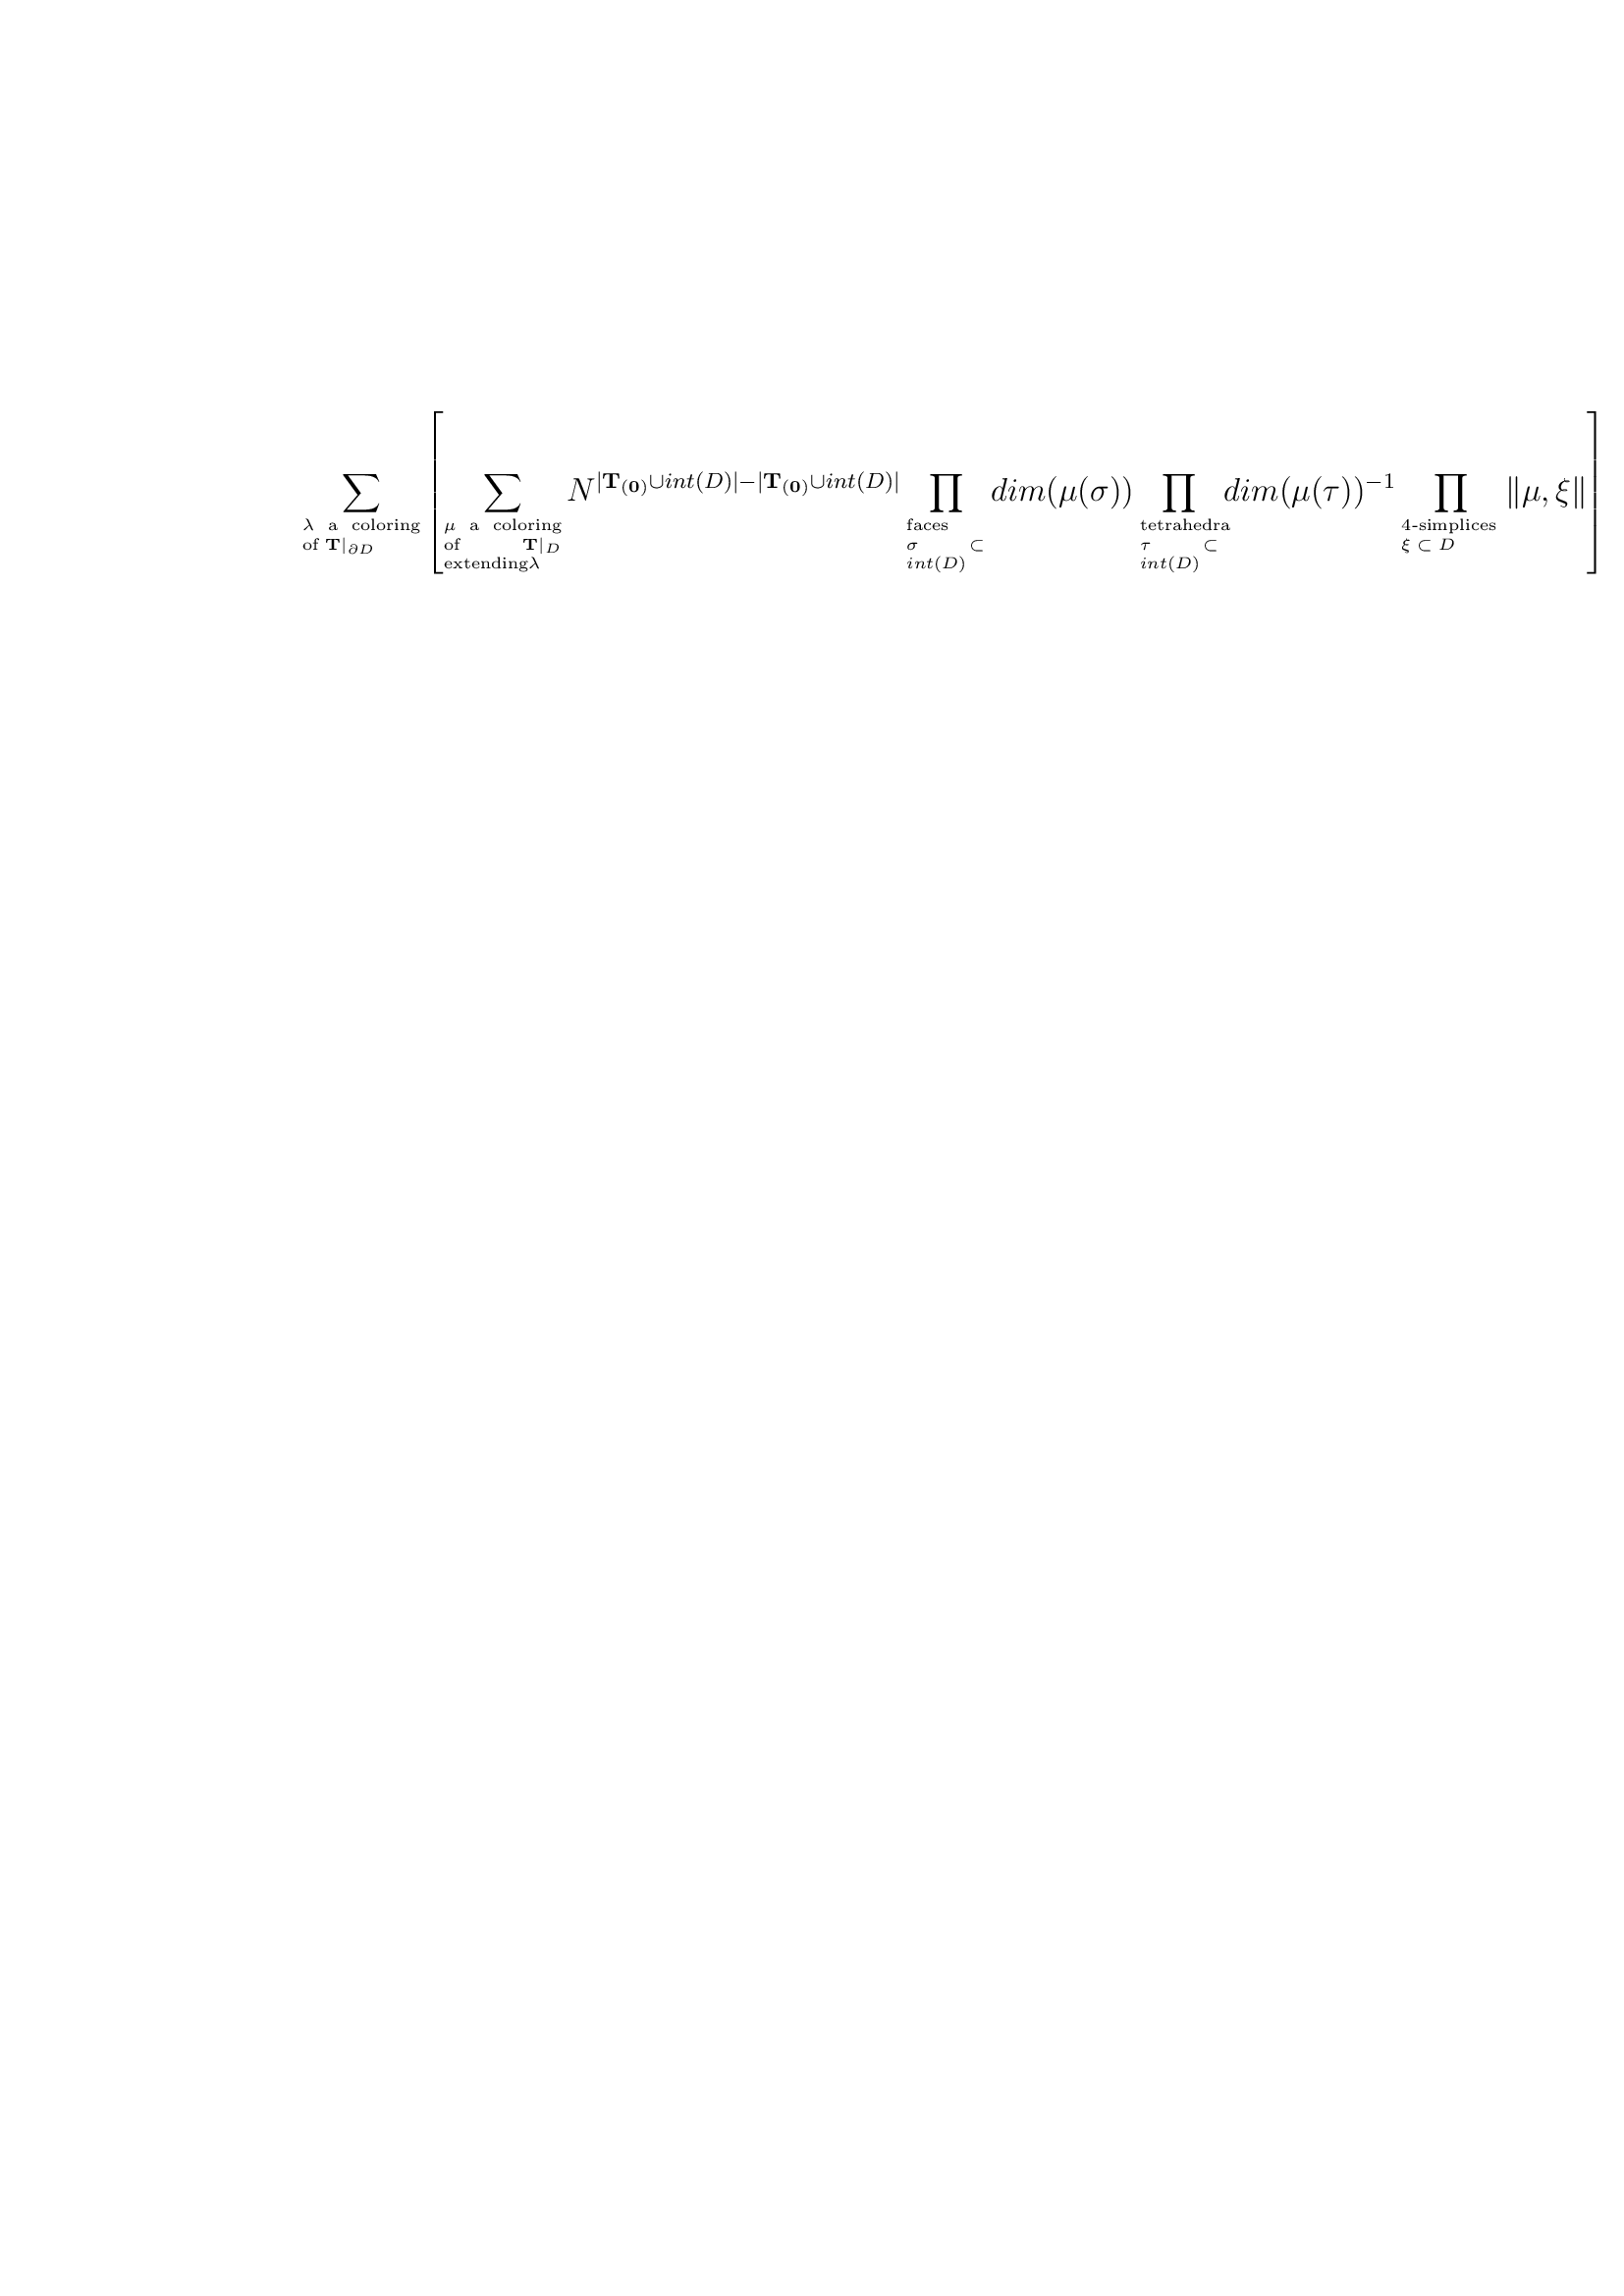 \[ \sum_{\substack{\lambda \text{ a coloring} \\ \text{of } \mathbf{T}|_{\partial D}}} \left[ \sum_{\substack{\mu \text{ a coloring} \\ \text{of } \mathbf{T}|_{D} \\ \text{extending} \lambda}} N^{|\mathbf{T_{(0)}} \cup int(D)| - |\mathbf{T_{(0)}} \cup int(D)|} \prod_{\substack{\text{faces} \\ \sigma \subset \\ int(D)}} dim(\mu(\sigma)) \prod_{\substack{\text{tetrahedra} \\ \tau \subset \\ int(D)}} dim(\mu(\tau))^{-1} \prod_{\substack{\text{4-simplices} \\ \xi \subset D}} \|\mu, \xi\| \right] \]